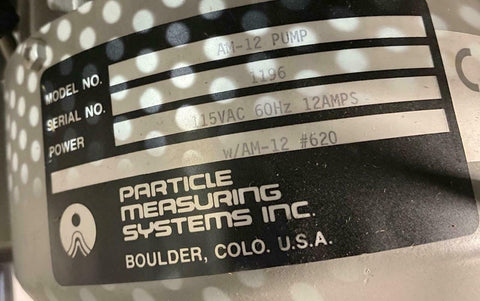 MODEL NO. AM-12 PUMP
SERIAL NO. 1196
POWER 115VAC 60Hz 12AMPS
w/AM-12 #620
PARTICLE
MEASURING
SYSTEMS INC.
BOULDER, COLO. U.S.A.